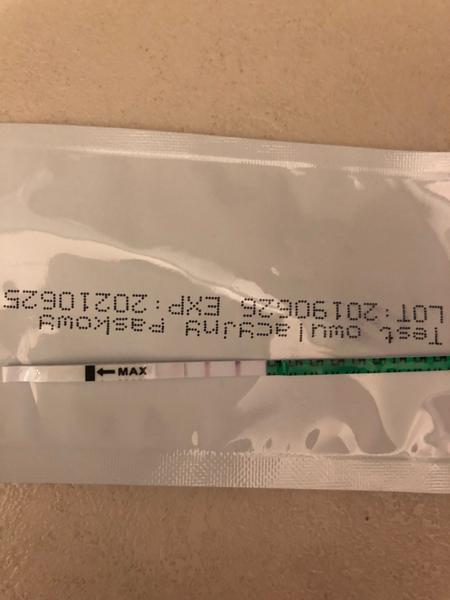 Test owulacyjny Paskowy
LOT:20190626 EXP:20210625
MAX